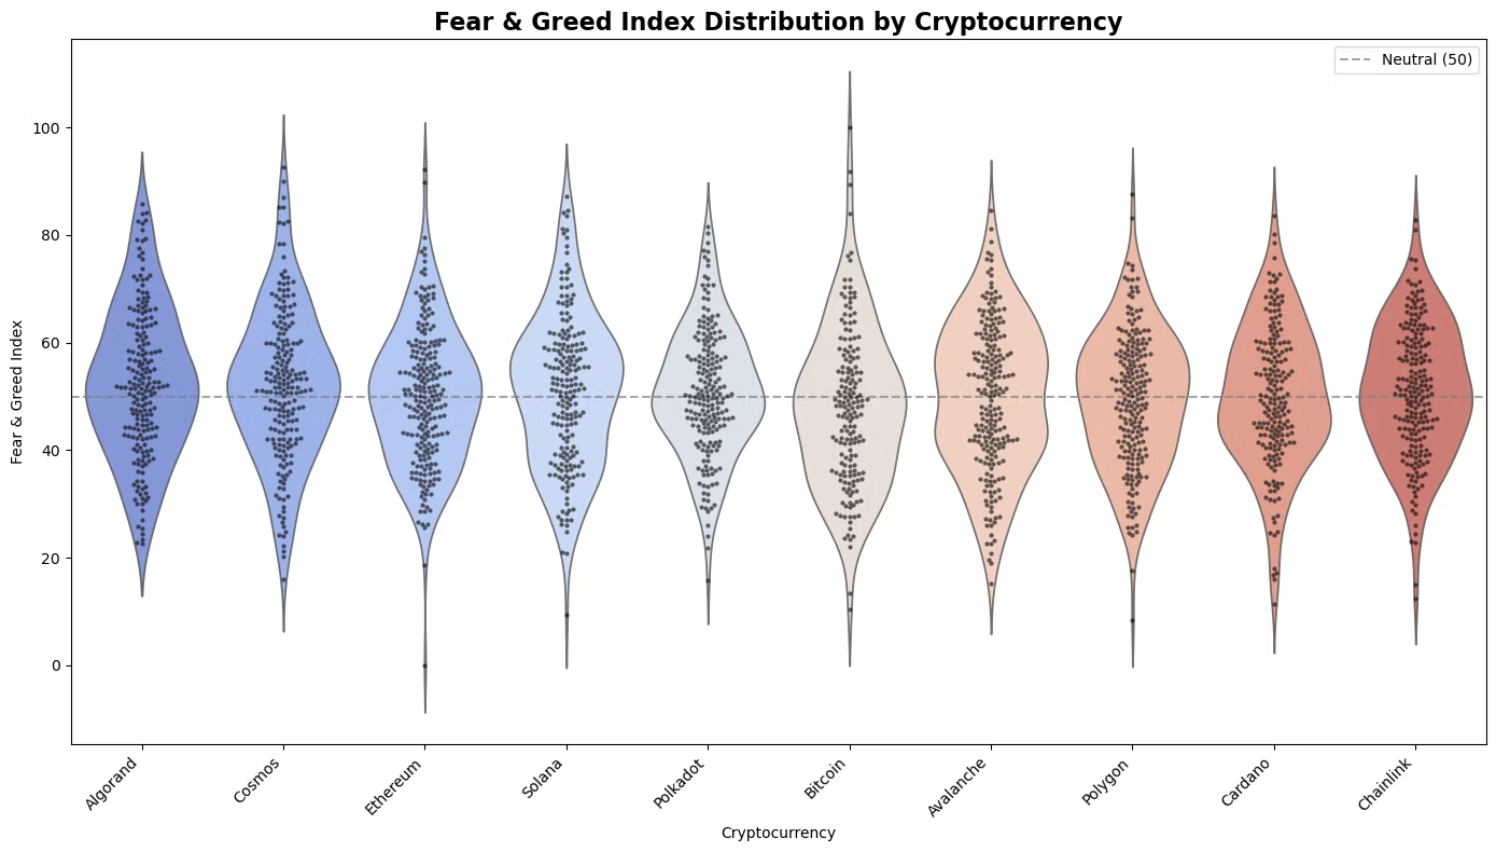 Fear & Greed Index Distribution by Cryptocurrency
Neutral (50)
100
80
60
40
20
0
Fear & Greed Index
Algorand
Cosmos
Ethereum
Solana
Polkadot
Bitcoin
Avalanche
Polygon
Cardano
Chainlink
Cryptocurrency